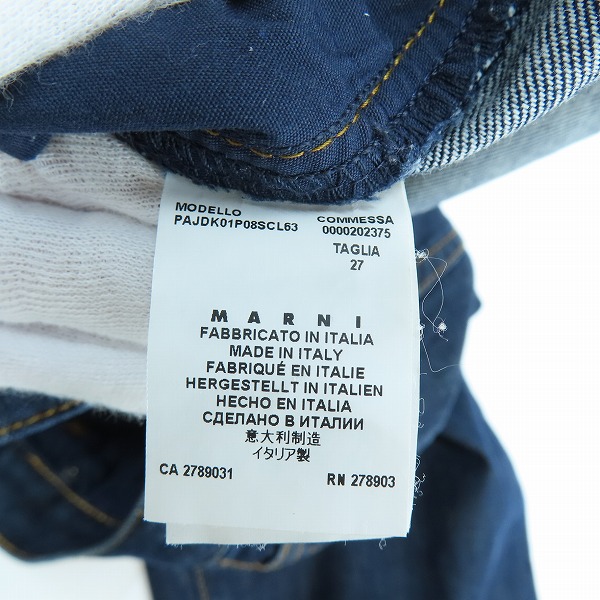 MODELLO COMMESSA
PAJDK01P08SCL63 0000202375
TAGLIA
27
MARNI
FABBRICATO IN ITALIA
MADE IN ITALY
FABRIQUÉ EN ITALIE
HERGESTELLT IN ITALIEN
HECHO EN ITALIA
СДЕЛАНО В ИТАЛИИ
意大利制造
イタリア製
CA 2789031 RN 278903